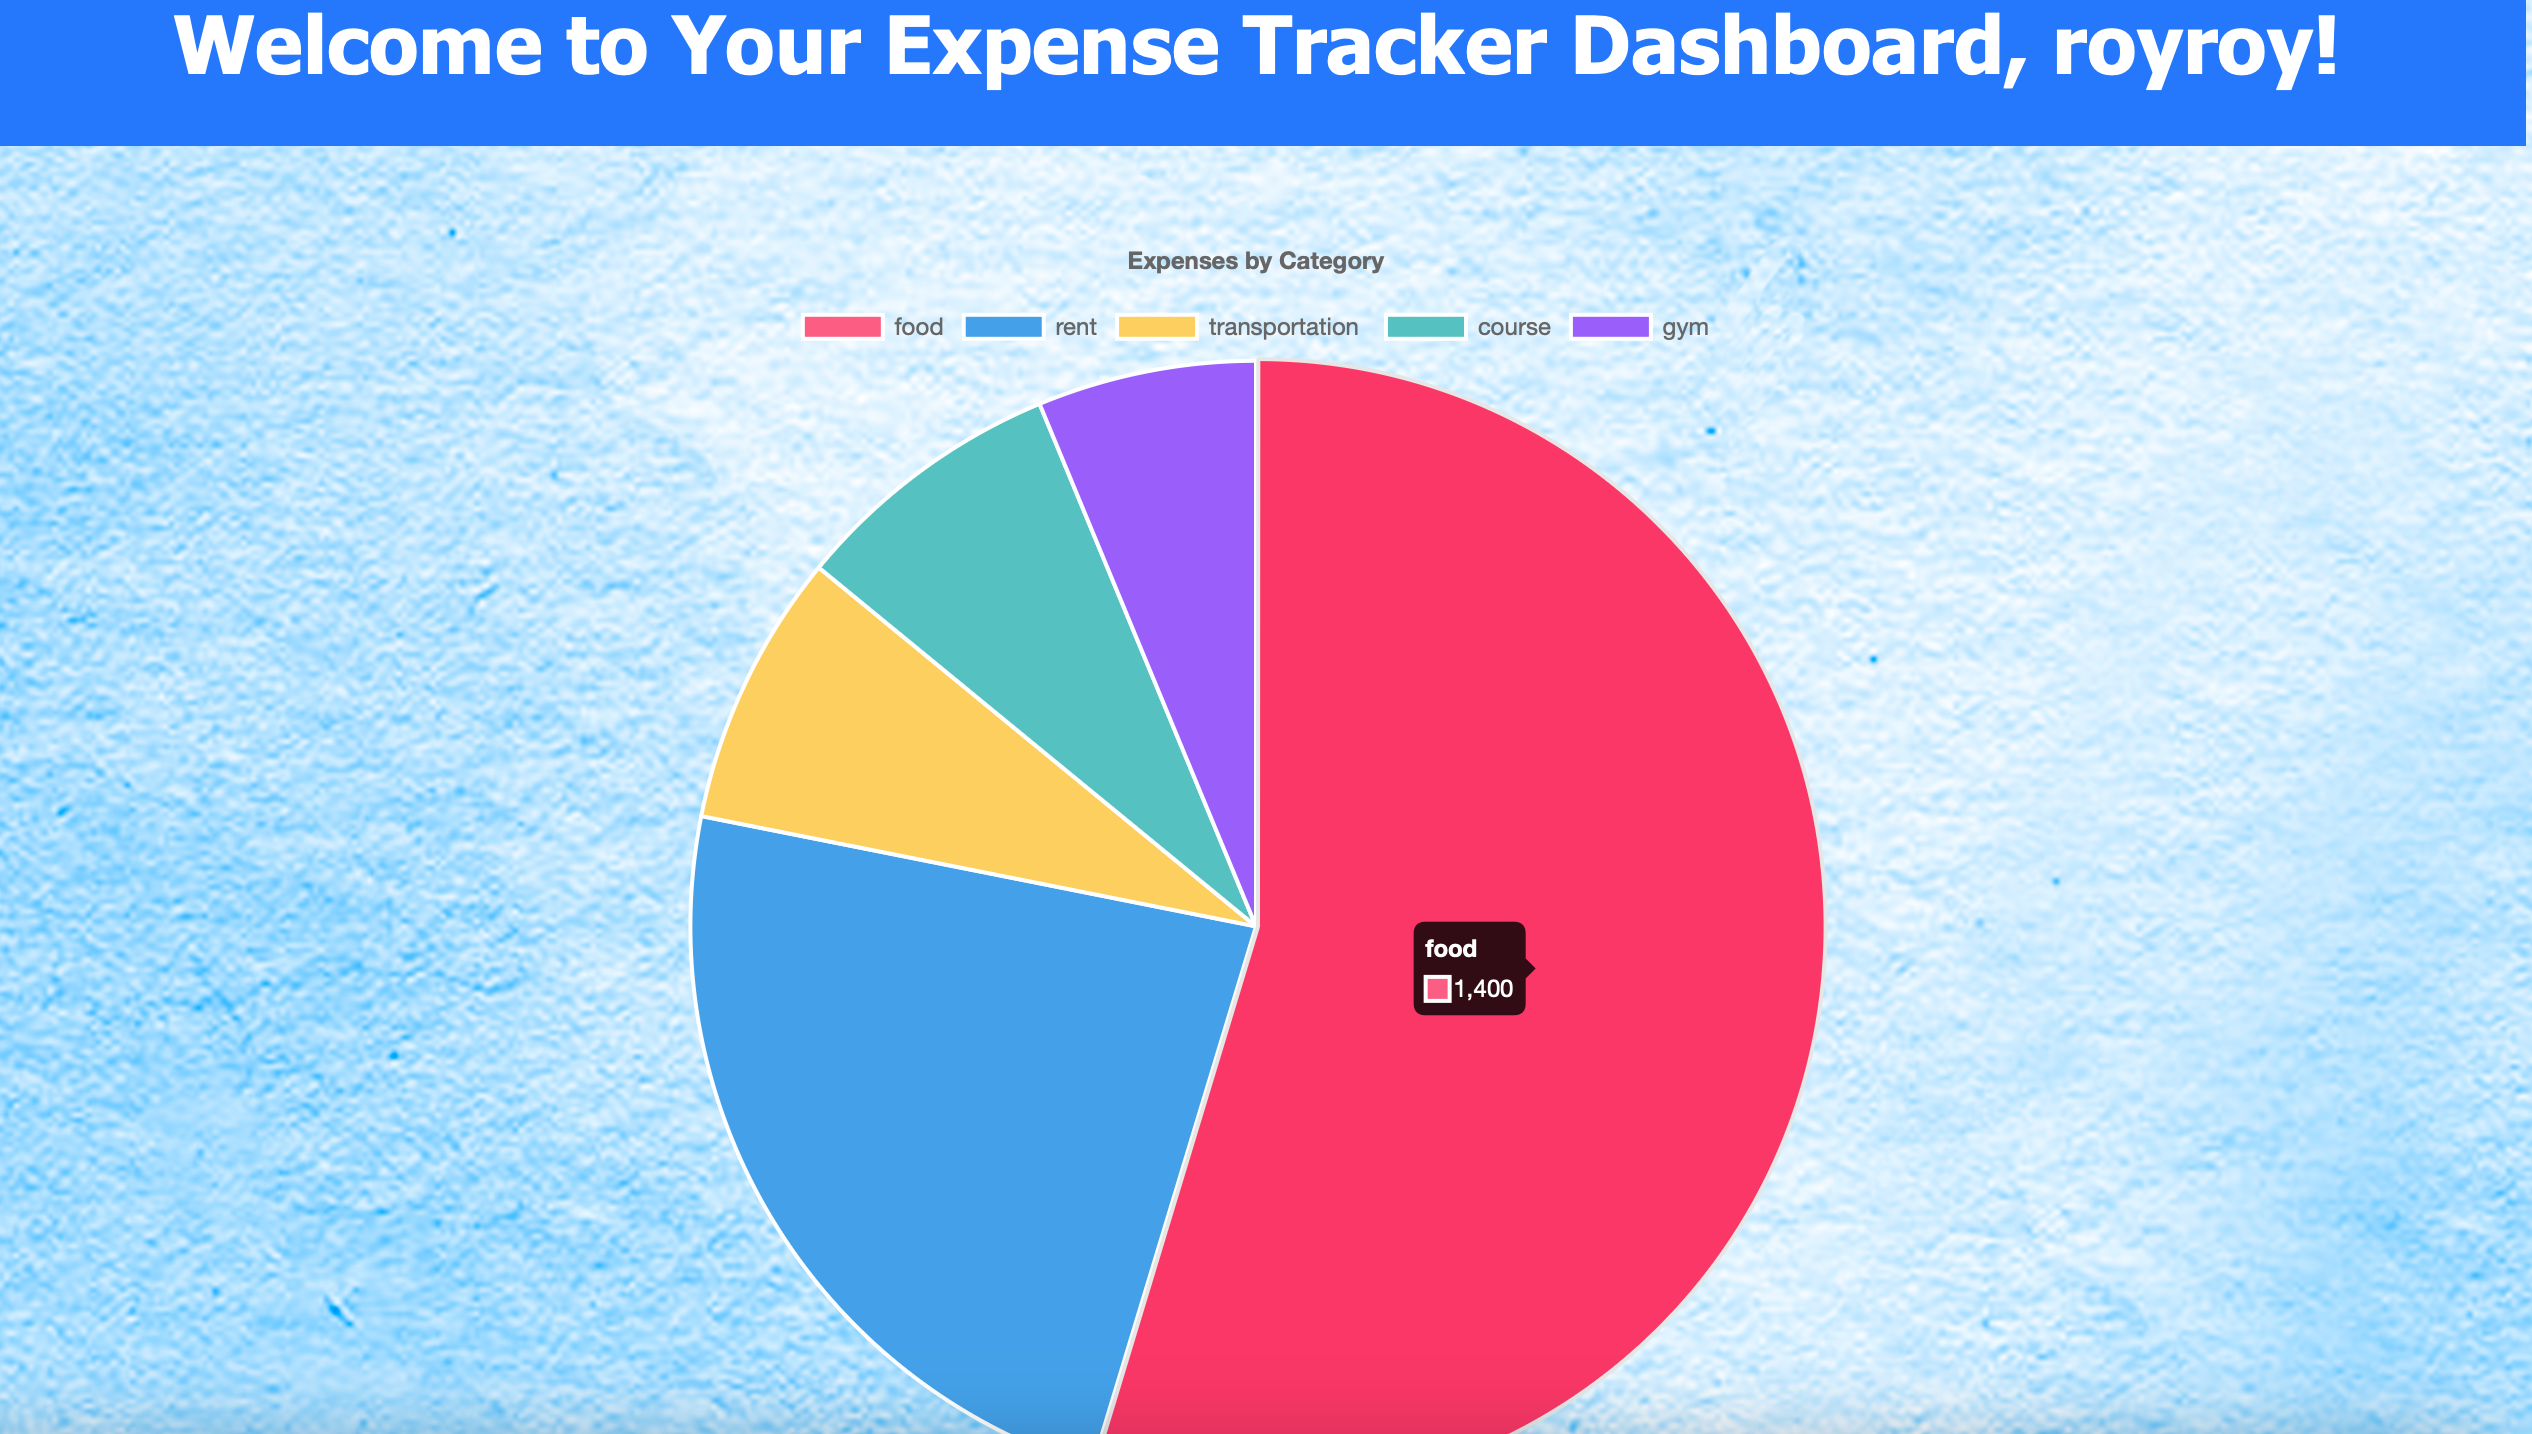 Welcome to Your Expense Tracker Dashboard, royroy!
Expenses by Category
food rent transportation course gym
food
1,400